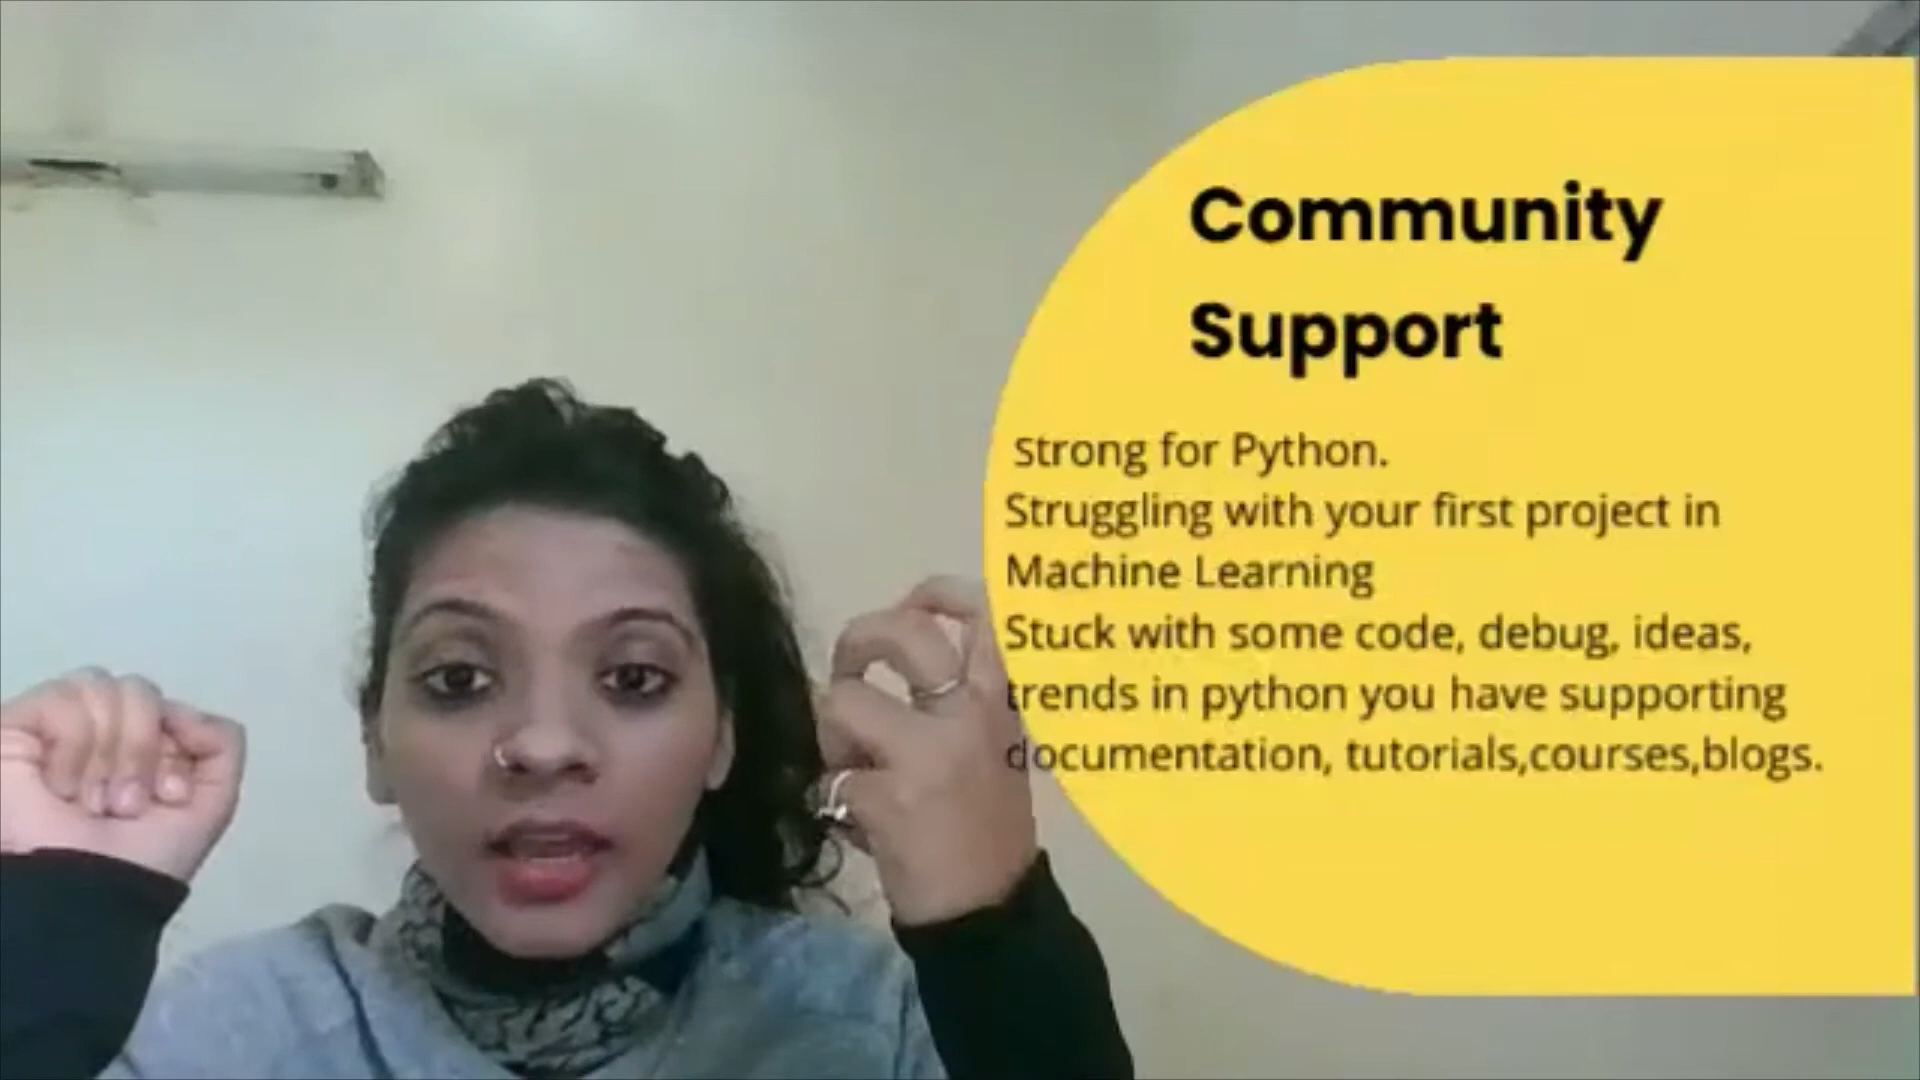 Community
Support
Strong for Python.
Struggling with your first project in
Machine Learning
Stuck with some code, debug, ideas,
trends in python you have supporting
documentation, tutorials,courses,blogs.